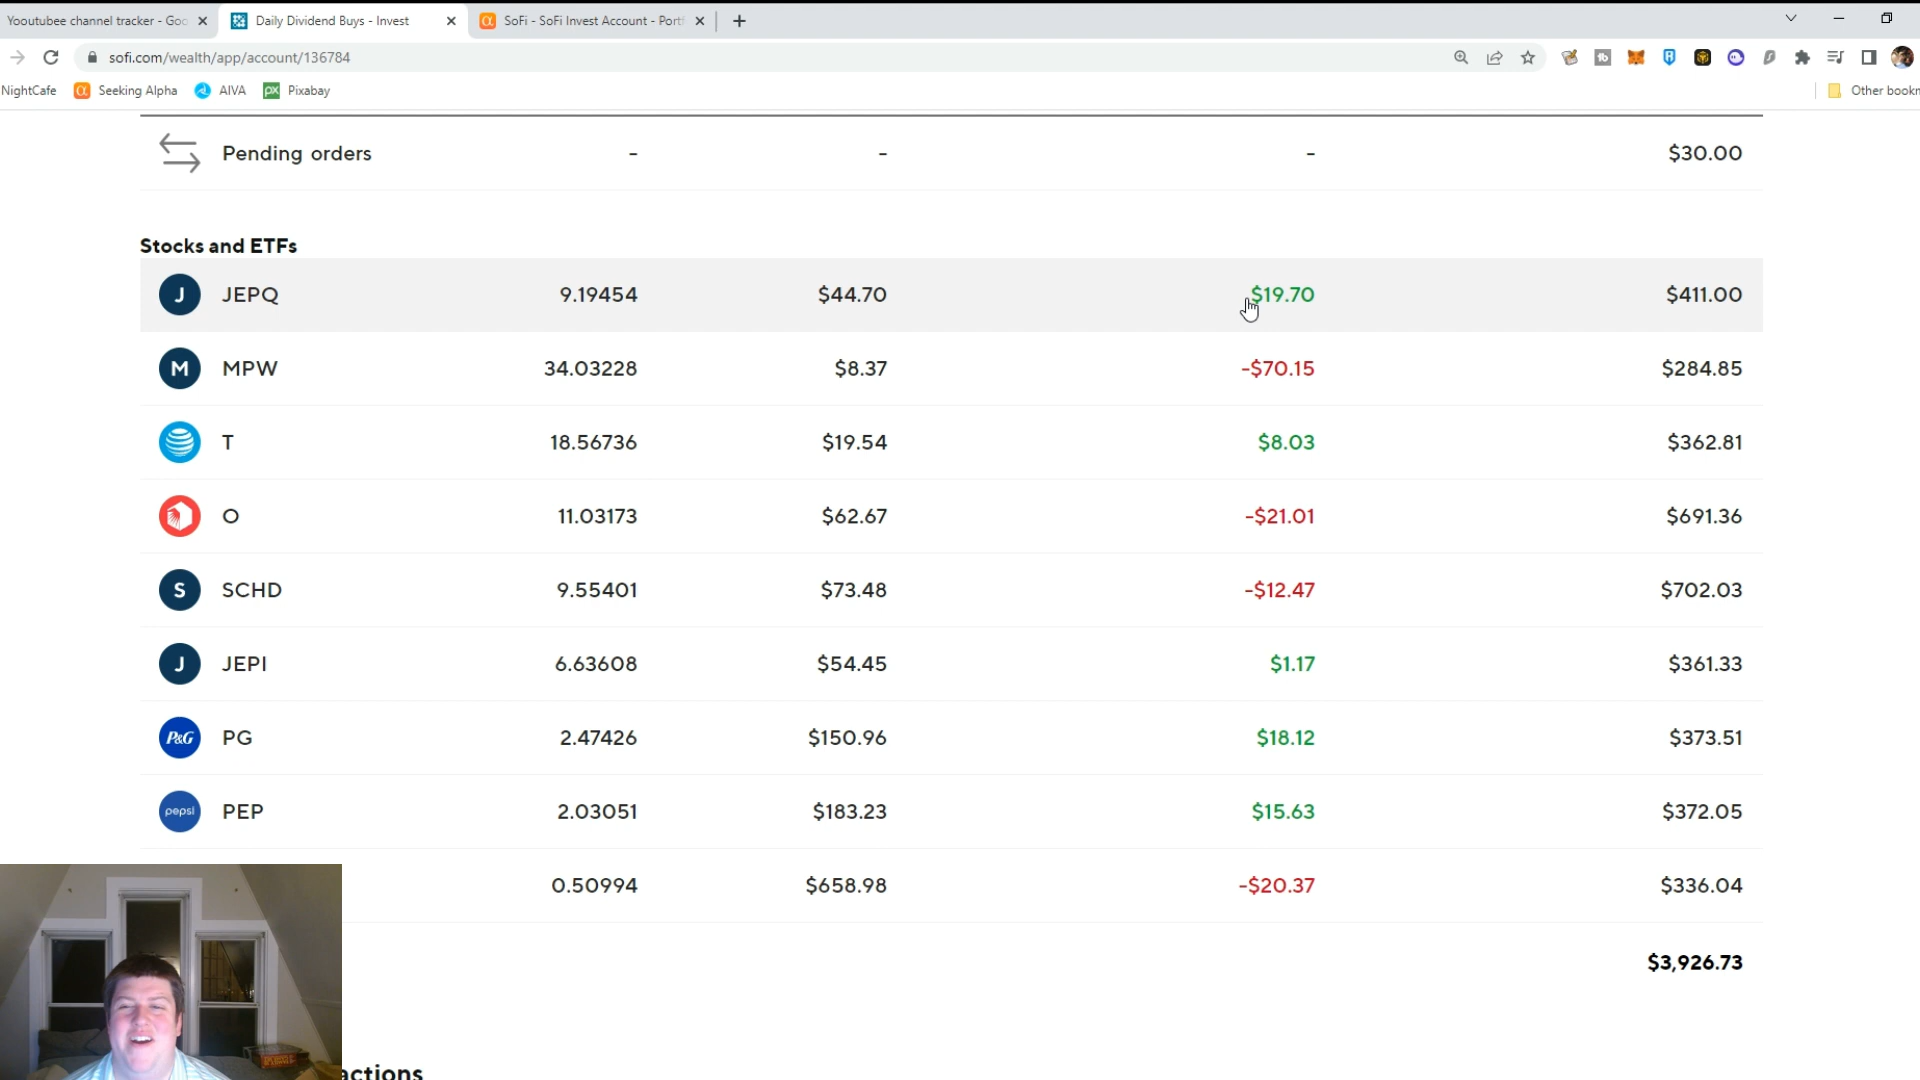 Yooutubee channel tracker - Goo
Daily Dividend Buys - Invest
SoFi - SoFi Invest Account - Portf
sofi.com/wealth/app/account/136784
NightCafe Seeking Alpha AIVA px Pixabay Other bookm
Pending orders - - - $30.00
Stocks and ETFs
J JEPQ 9.19454 $44.70 $19.70 $411.00
M MPW 34.03228 $8.37 -$70.15 $284.85
T 18.56736 $19.54 $8.03 $362.81
O 11.03173 $62.67 -$21.01 $691.36
S SCHD 9.55401 $73.48 -$12.47 $702.03
J JEPI 6.63608 $54.45 $1.17 $361.33
P&G PG 2.47426 $150.96 $18.12 $373.51
pepsi PEP 2.03051 $183.23 $15.63 $372.05
0.50994 $658.98 -$20.37 $336.04
$3,926.73
actions